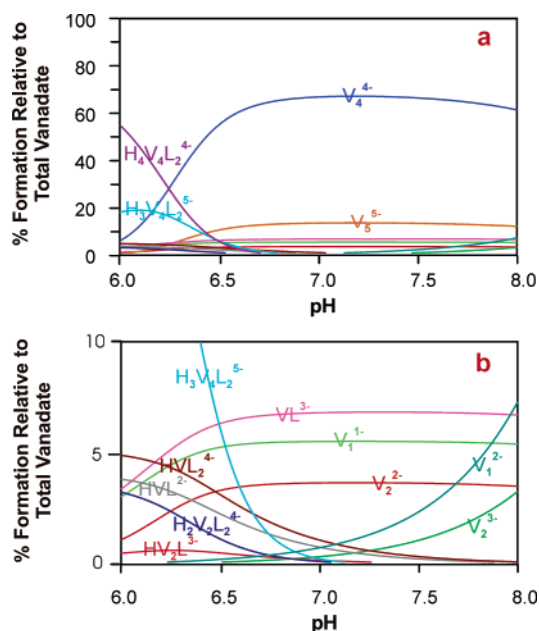 a
% Formation Relative to
Total Vanadate
100
80
60
40
20
0
V₄⁴⁻
H₄V₄L₂⁴⁻
H₃V₄L₂⁵⁻
V₅⁵⁻
6.0 6.5 7.0 7.5 8.0
pH
b
% Formation Relative to
Total Vanadate
10
5
0
H₃V₄L₂⁵⁻
VL³⁻
V₁¹⁻
HVL₂⁴⁻
V₁²⁻
HVL²⁻
V₂²⁻
H₂V₂L₂⁴⁻
V₂³⁻
HV₂L³⁻
6.0 6.5 7.0 7.5 8.0
pH